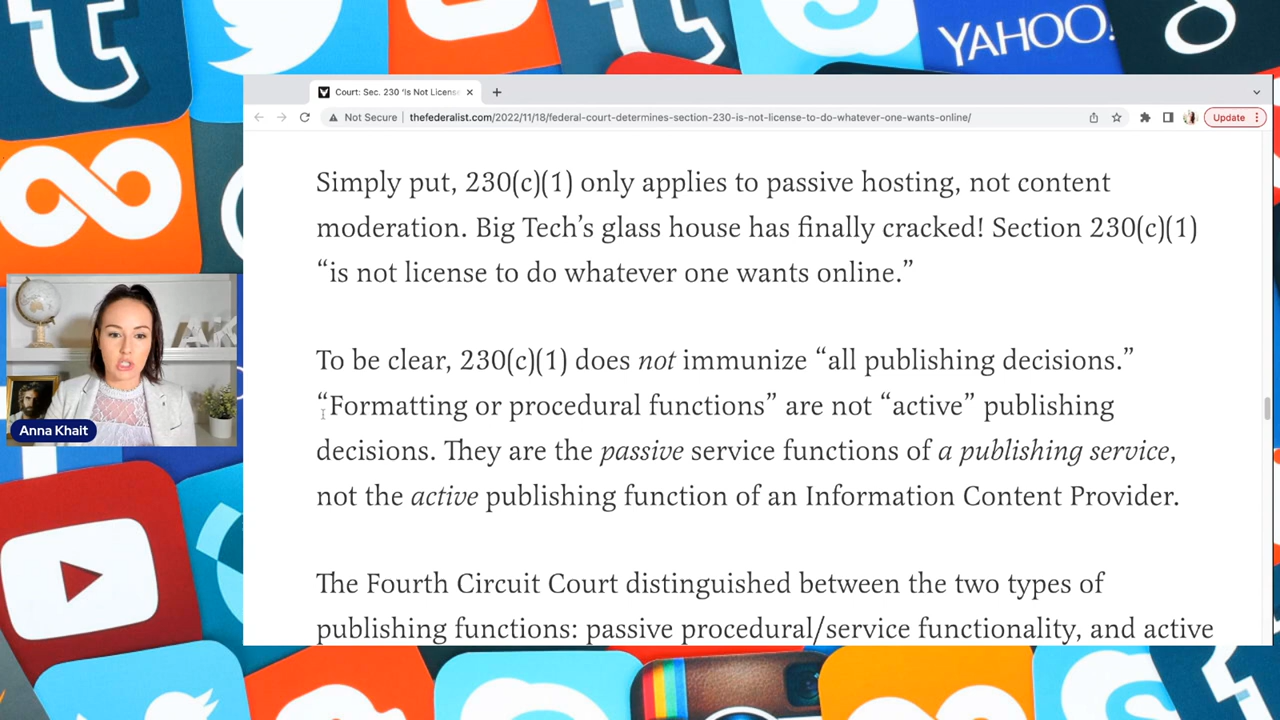 YAHOO!
Court: Sec. 230 'Is Not License
Not Secure
thefederalist.com/2022/11/18/federal-court-determines-section-230-is-not-license-to-do-whatever-one-wants-online/
Update
Simply put, 230(c)(1) only applies to passive hosting, not content
moderation. Big Tech’s glass house has finally cracked! Section 230(c)(1)
“is not license to do whatever one wants online.”
To be clear, 230(c)(1) does not immunize “all publishing decisions.”
“Formatting or procedural functions” are not “active” publishing
decisions. They are the passive service functions of a publishing service,
not the active publishing function of an Information Content Provider.
The Fourth Circuit Court distinguished between the two types of
publishing functions: passive procedural/service functionality, and active
AK
Anna Khait